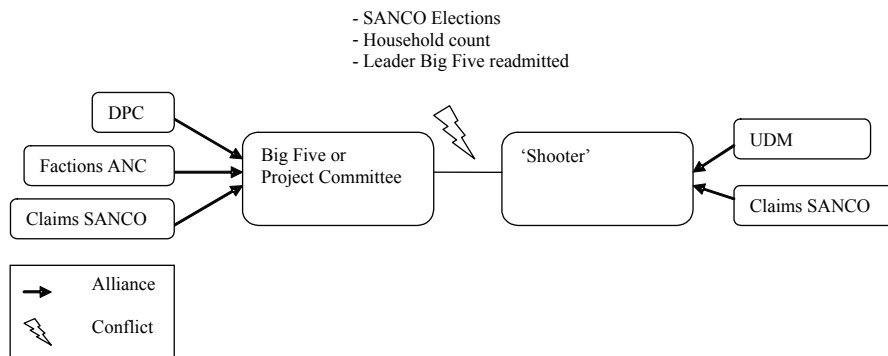 - SANCO Elections
- Household count
- Leader Big Five readmitted
DPC
Factions ANC
Claims SANCO
Big Five or
Project Committee
‘Shooter’
UDM
Claims SANCO
Alliance
Conflict